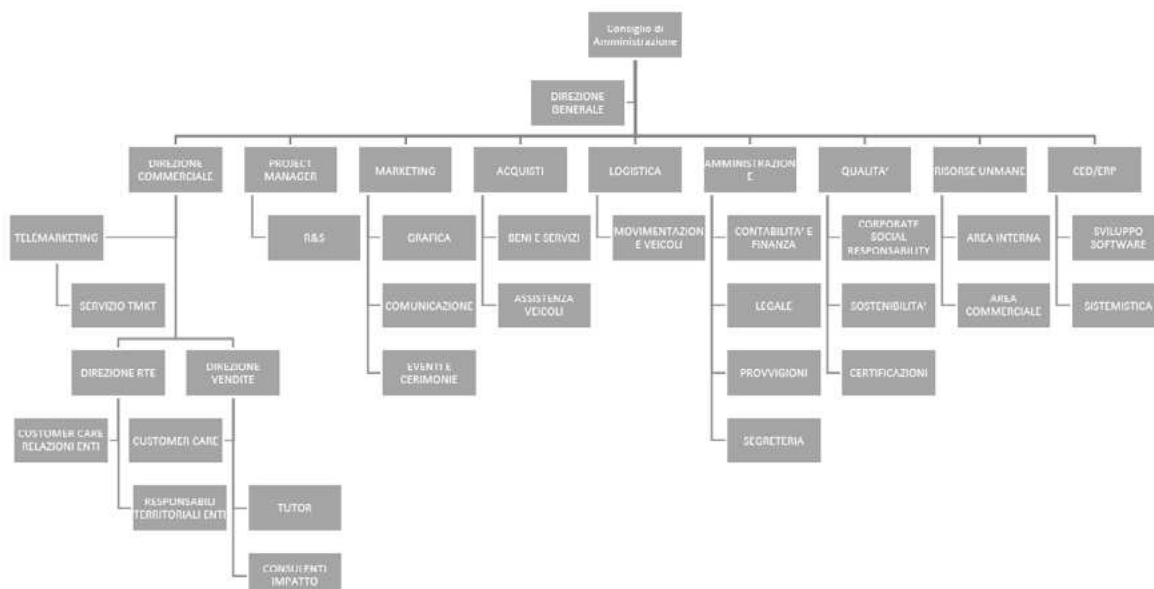 Consiglio di
Amministrazione
DIREZIONE
GENERALE
DIREZIONE
COMMERCIALE
PROJECT
MANAGER
MARKETING
ACQUISTI
LOGISTICA
AMMINISTRAZION
E
QUALITA'
RISORSE UNMANE
CED/ERP
TELEMARKETING
R&S
GRAFICA
BENI E SERVIZI
MOVIMENTAZION
E VEICOLI
CONTABILITA' E
FINANZA
CORPORATE
SOCIAL
RESPONSABILITY
AREA INTERNA
SVILUPPO
SOFTWARE
SERVIZIO TMKT
COMUNICAZIONE
ASSISTENZA
VEICOLI
LEGALE
SOSTENIBILITA'
AREA
COMMERCIALE
SISTEMISTICA
DIREZIONE RTE
DIREZIONE
VENDITE
EVENTI E
CERIMONIE
PROVVIGIONI
CERTIFICAZIONI
CUSTOMER CARE
RELAZIONI ENTI
CUSTOMER CARE
SEGRETERIA
RESPONSABILI
TERRITORIALI ENTI
TUTOR
CONSULENTI
IMPATTO